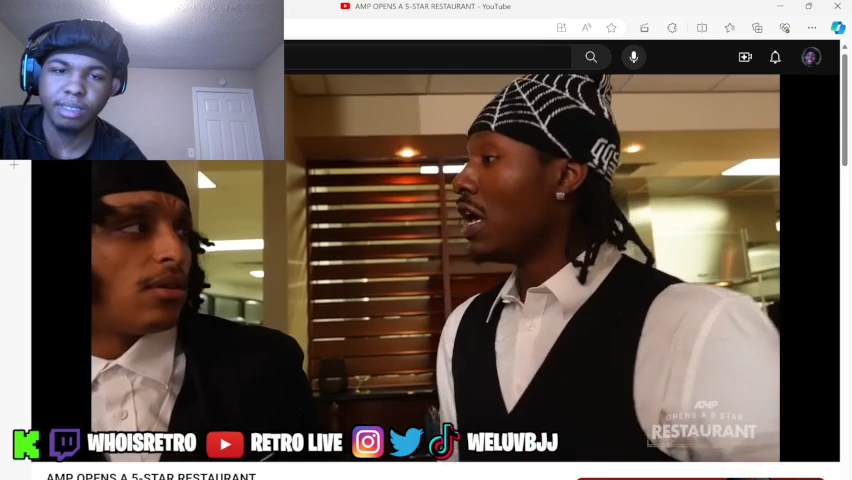 AMP OPENS A 5-STAR RESTAURANT - YouTube
44S
AMP
OPENS A 5 STAR
RESTAURANT
WHOISRETRO RETRO LIVE WELUVBJJ
AMP OPENS A 5-STAR RESTAURANT